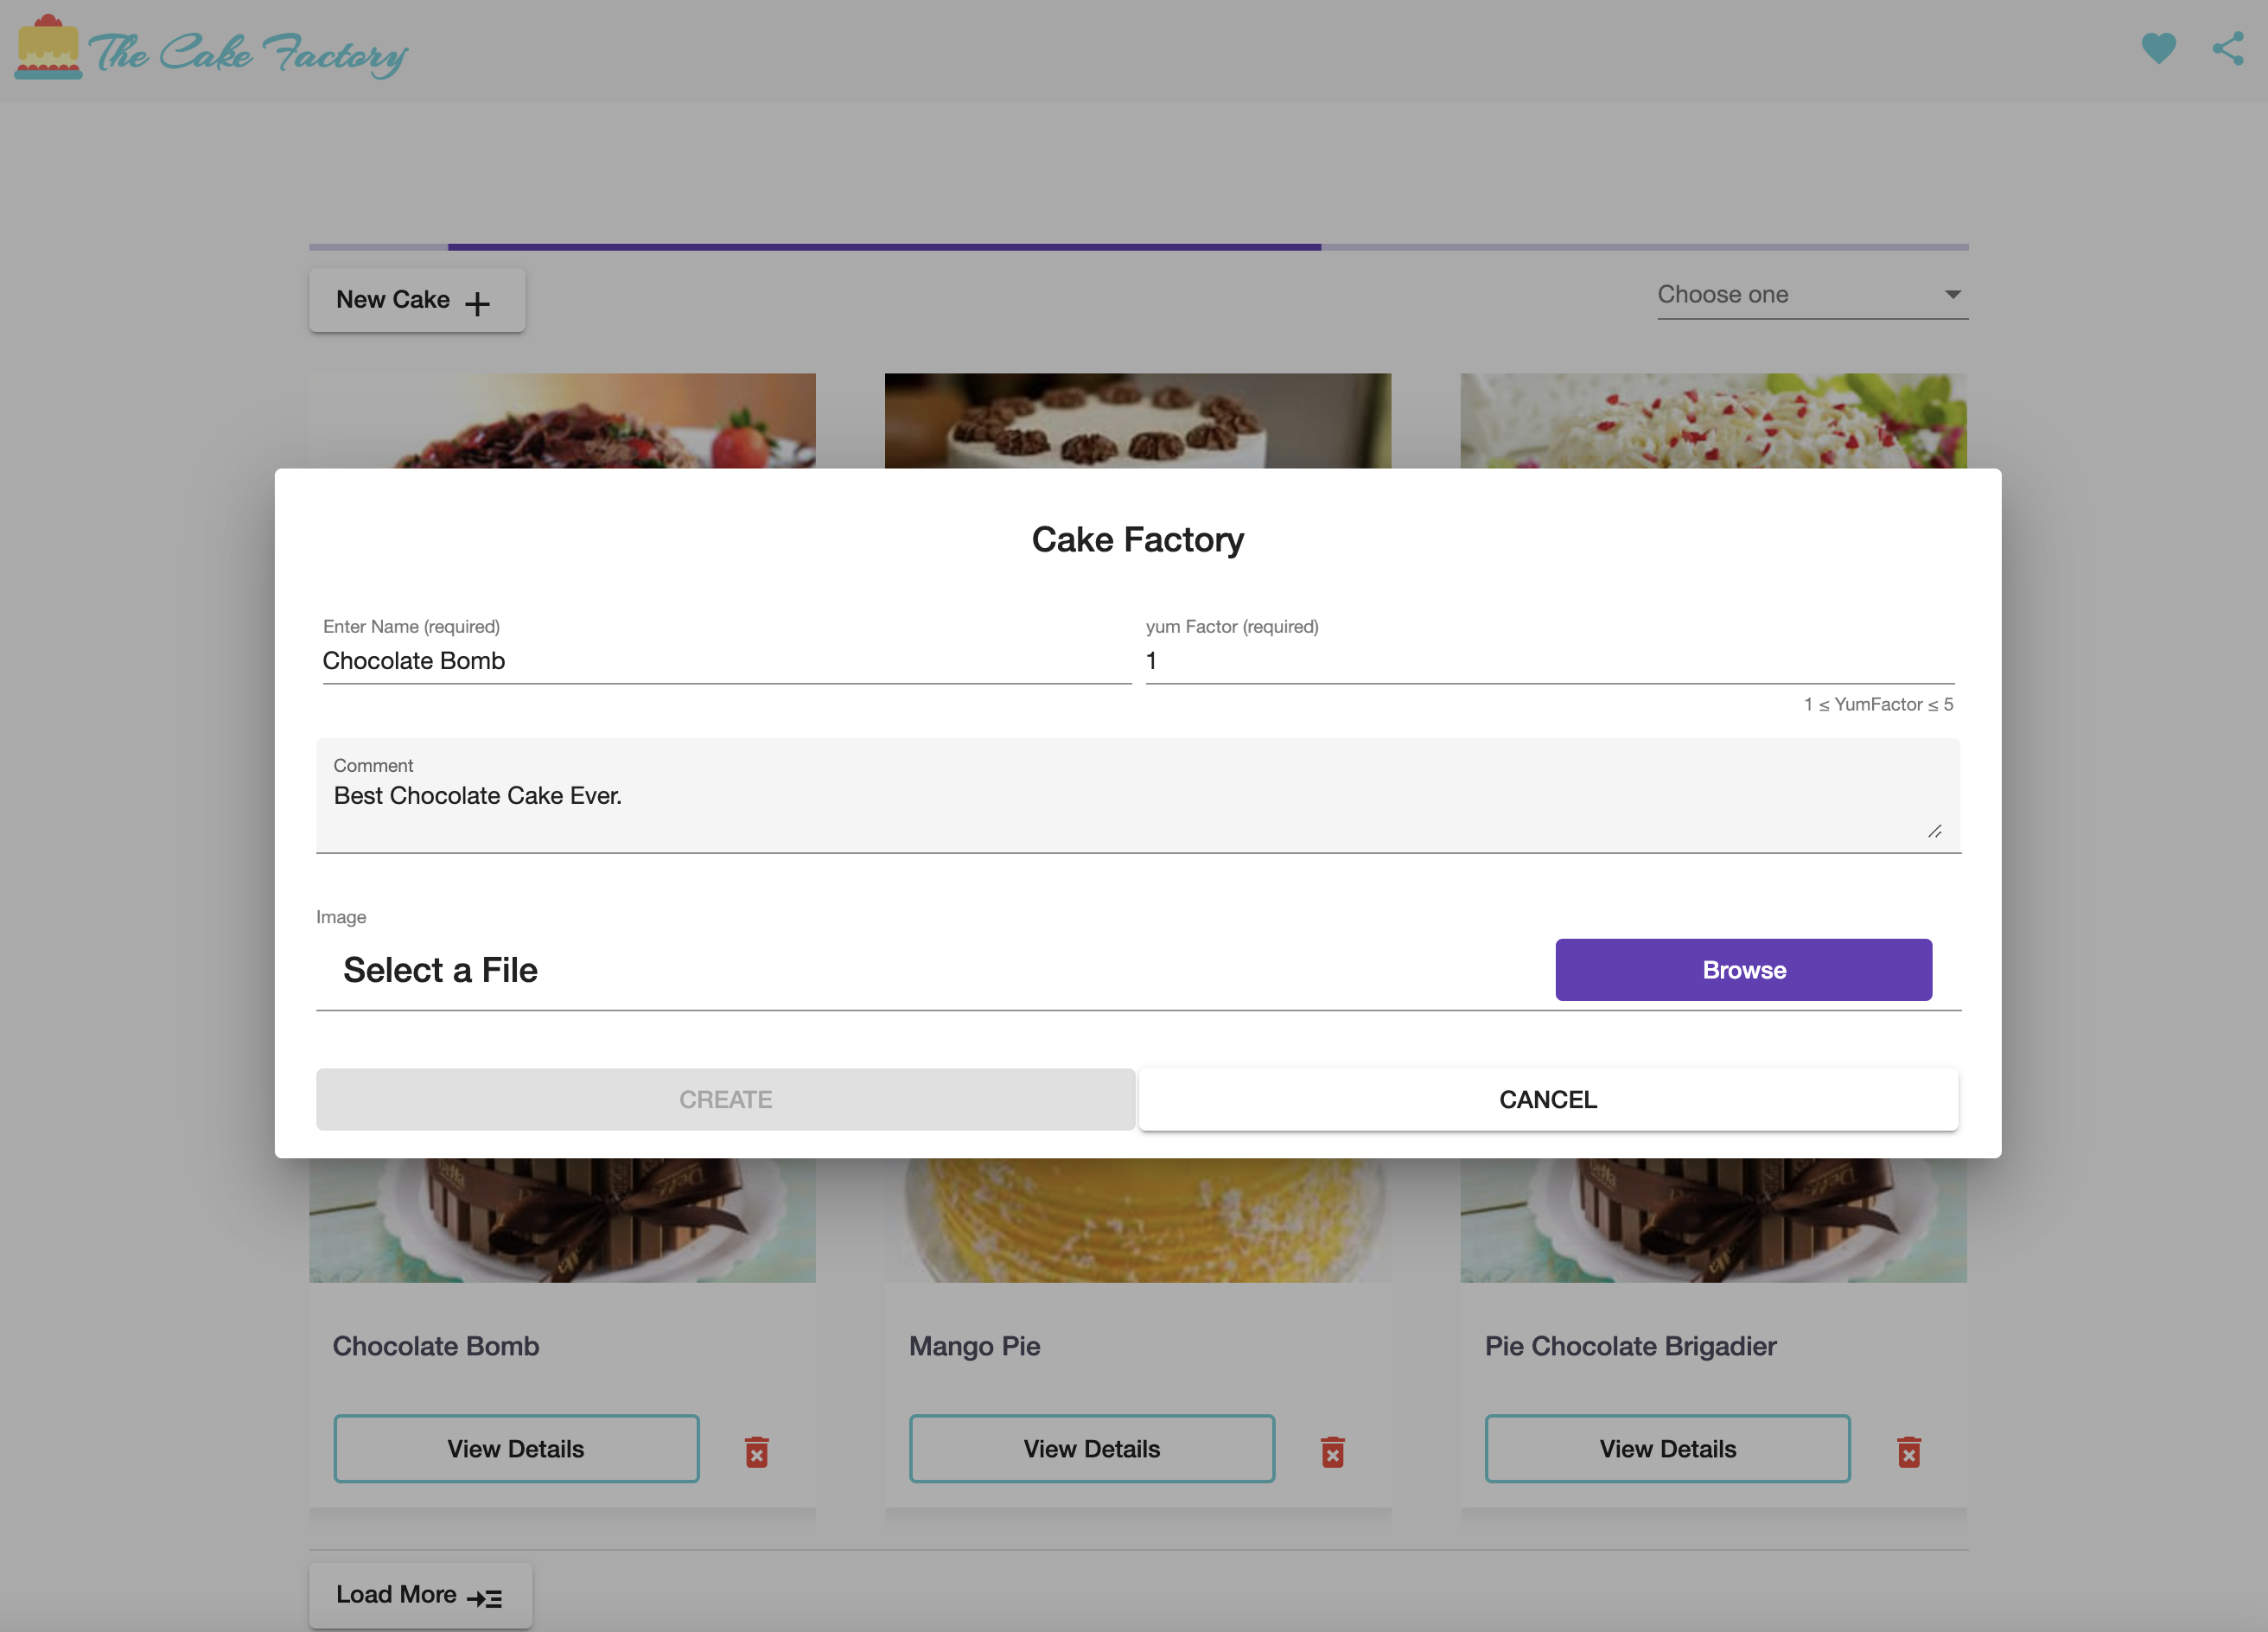 The Cake Factory
New Cake
Choose one
Cake Factory
Enter Name (required)
Chocolate Bomb
yum Factor (required)
1
1 ≤ YumFactor ≤ 5
Comment
Best Chocolate Cake Ever.
Image
Select a File
Browse
CREATE
CANCEL
Chocolate Bomb
Mango Pie
Pie Chocolate Brigadier
View Details
View Details
View Details
Load More